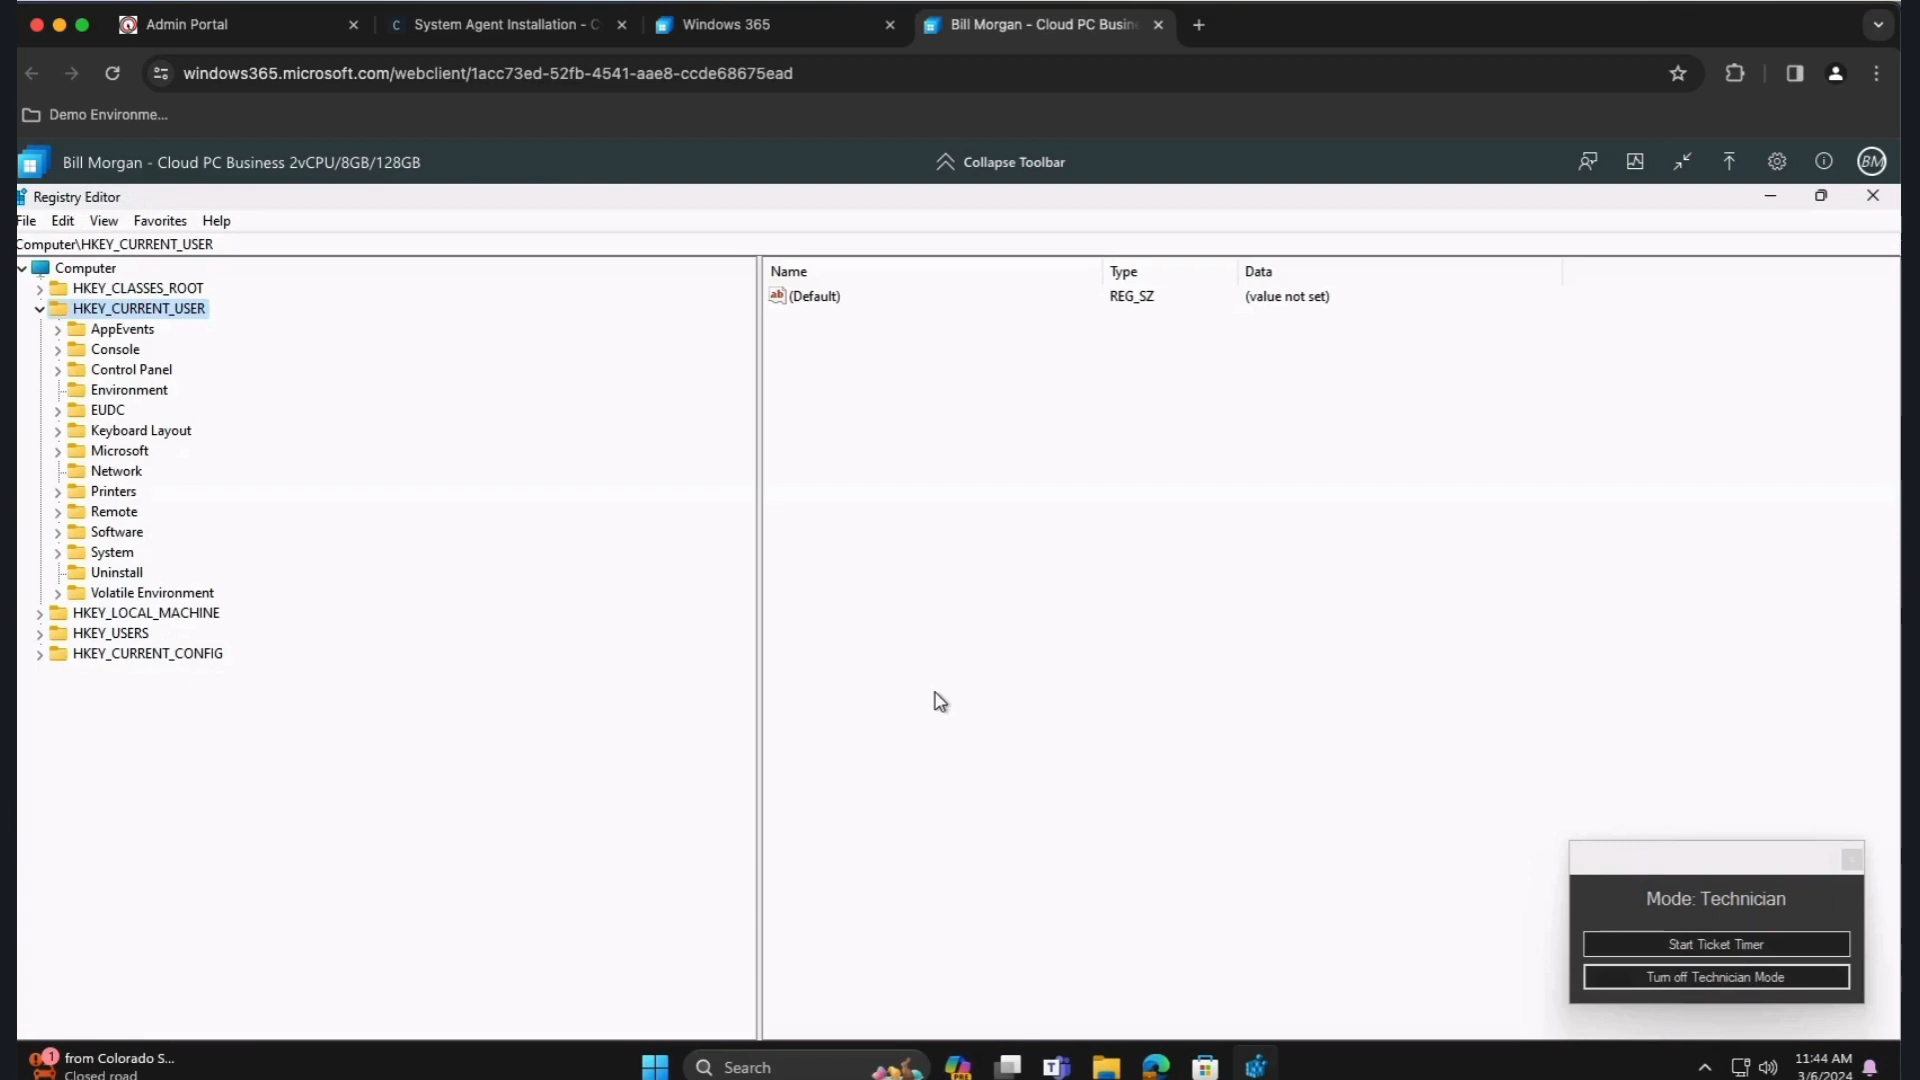 Admin Portal
System Agent Installation - C
Windows 365
Bill Morgan - Cloud PC Busin
windows365.microsoft.com/webclient/1acc73ed-52fb-4541-aae8-ccde68675ead
Demo Environme...
Bill Morgan - Cloud PC Business 2vCPU/8GB/128GB
Collapse Toolbar
BM
Registry Editor
File Edit View Favorites Help
Computer\HKEY_CURRENT_USER
Computer
HKEY_CLASSES_ROOT
HKEY_CURRENT_USER
AppEvents
Console
Control Panel
Environment
EUDC
Keyboard Layout
Microsoft
Network
Printers
Remote
Software
System
Uninstall
Volatile Environment
HKEY_LOCAL_MACHINE
HKEY_USERS
HKEY_CURRENT_CONFIG
Name Type Data
ab (Default) REG_SZ (value not set)
Mode: Technician
Start Ticket Timer
Turn off Technician Mode
1
from Colorado S...
Closed road
Search
PRE
T
11:44 AM
3/6/2024